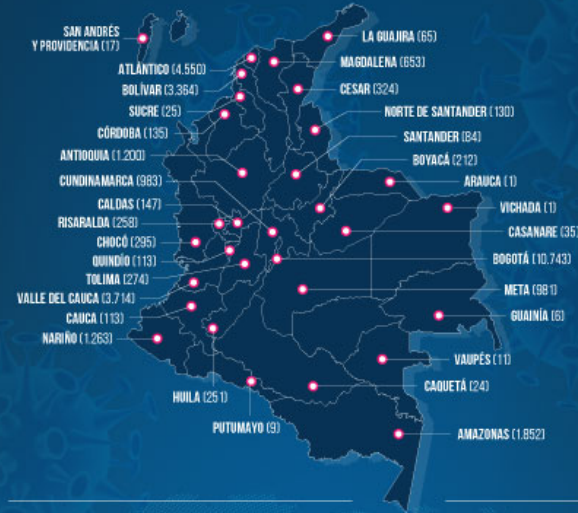 SAN ANDRÉS
Y PROVIDENCIA (17)
ATLÁNTICO (4.550)
BOLÍVAR (3.364)
SUCRE (25)
CÓRDOBA (135)
ANTIOQUIA (1.200)
CUNDINAMARCA (983)
CALDAS (147)
RISARALDA (258)
CHOCÓ (295)
QUINDÍO (113)
TOLIMA (274)
VALLE DEL CAUCA (3.714)
CAUCA (113)
NARIÑO (1.263)
HUILA (251)
PUTUMAYO (9)
LA GUAJIRA (65)
MAGDALENA (653)
CESAR (324)
NORTE DE SANTANDER (130)
SANTANDER (84)
BOYACÁ (212)
ARAUCA (1)
VICHADA (1)
CASANARE (35)
BOGOTÁ (10.743)
META (981)
GUAINÍA (6)
VAUPÉS (11)
CAQUETÁ (24)
AMAZONAS (1.852)